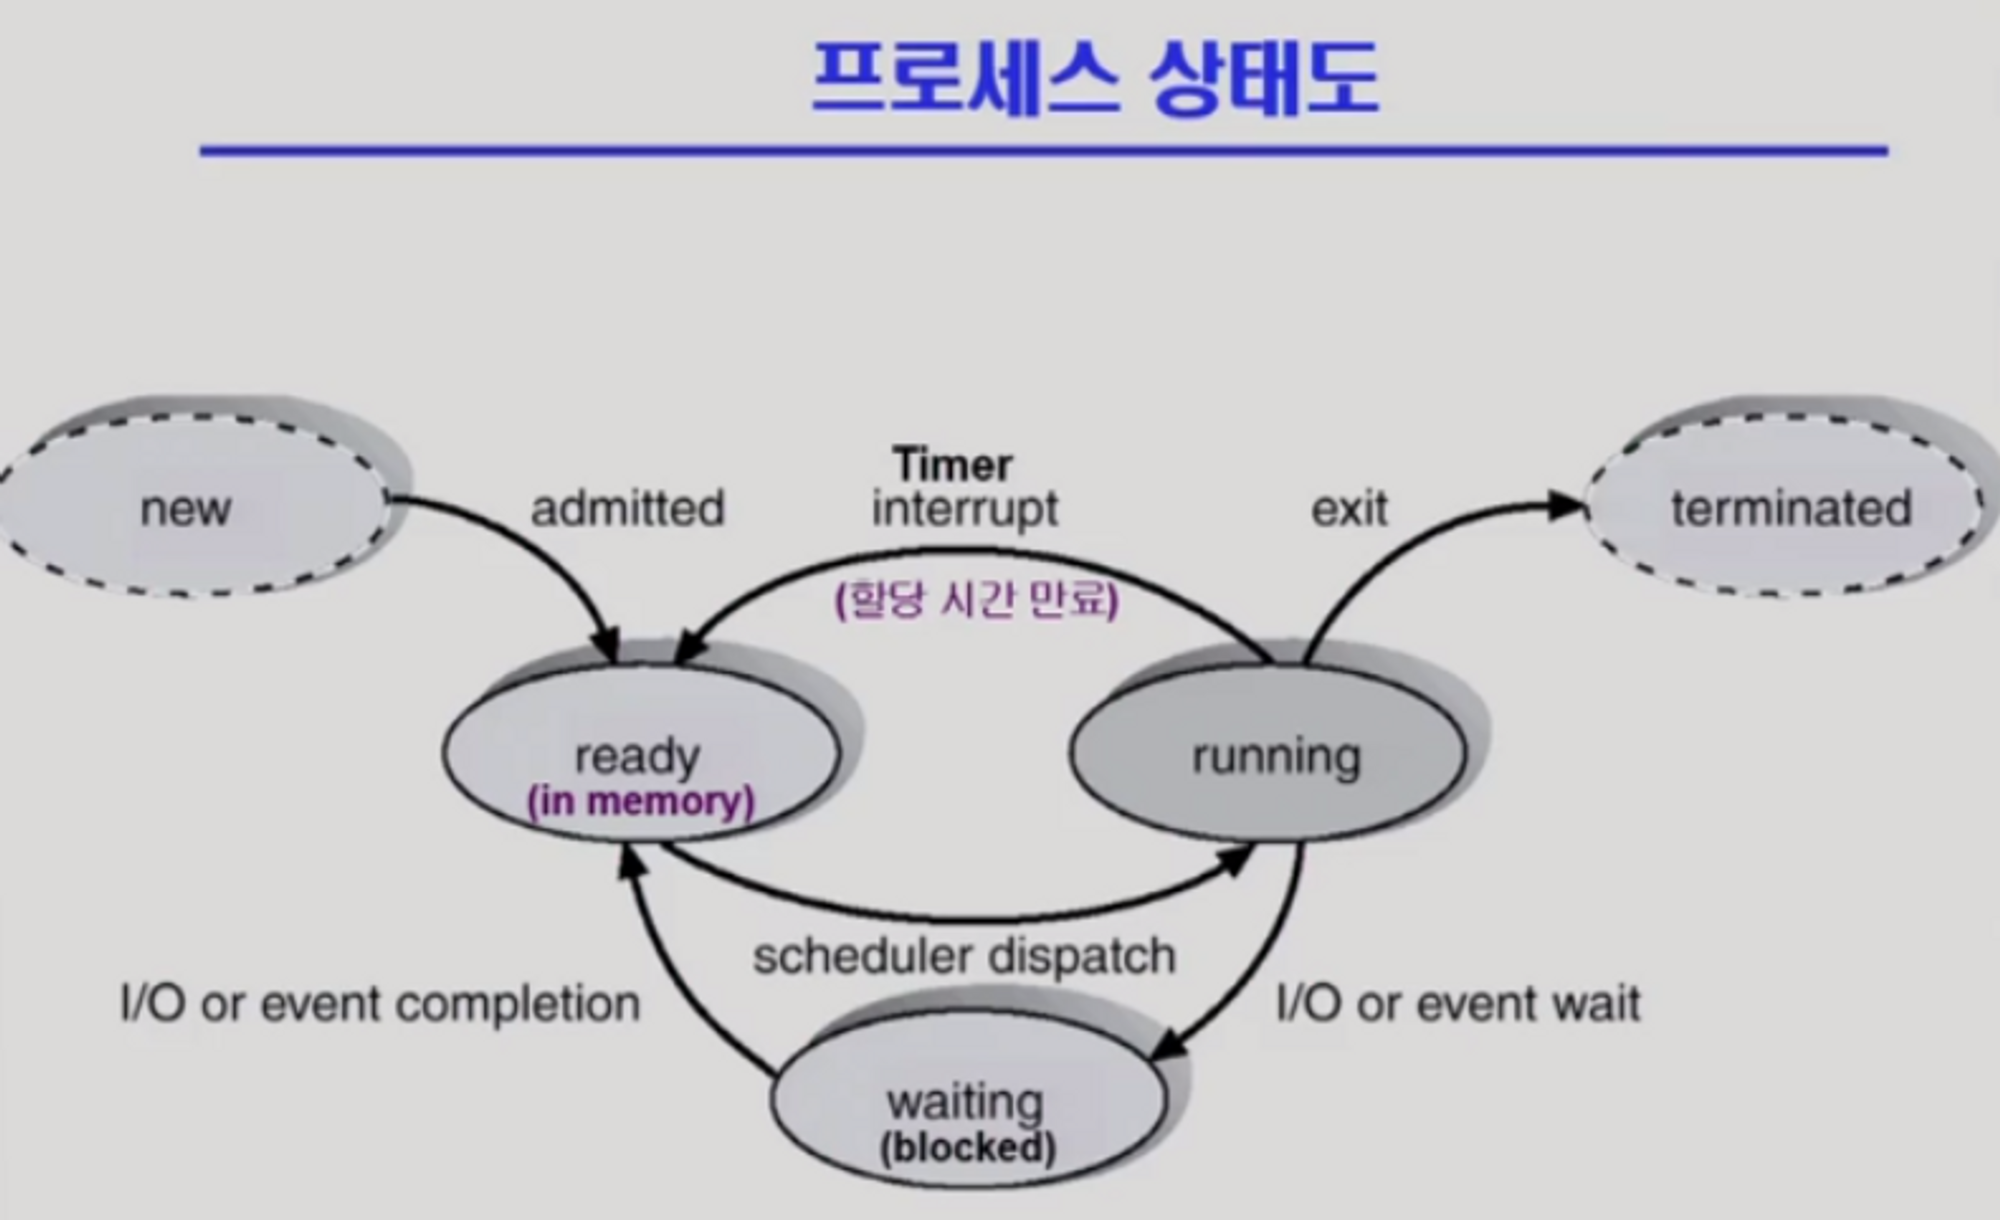 프로세스 상태도
new
admitted
Timer
interrupt
(할당 시간 만료)
exit
terminated
ready
(in memory)
running
scheduler dispatch
I/O or event completion
I/O or event wait
waiting
(blocked)